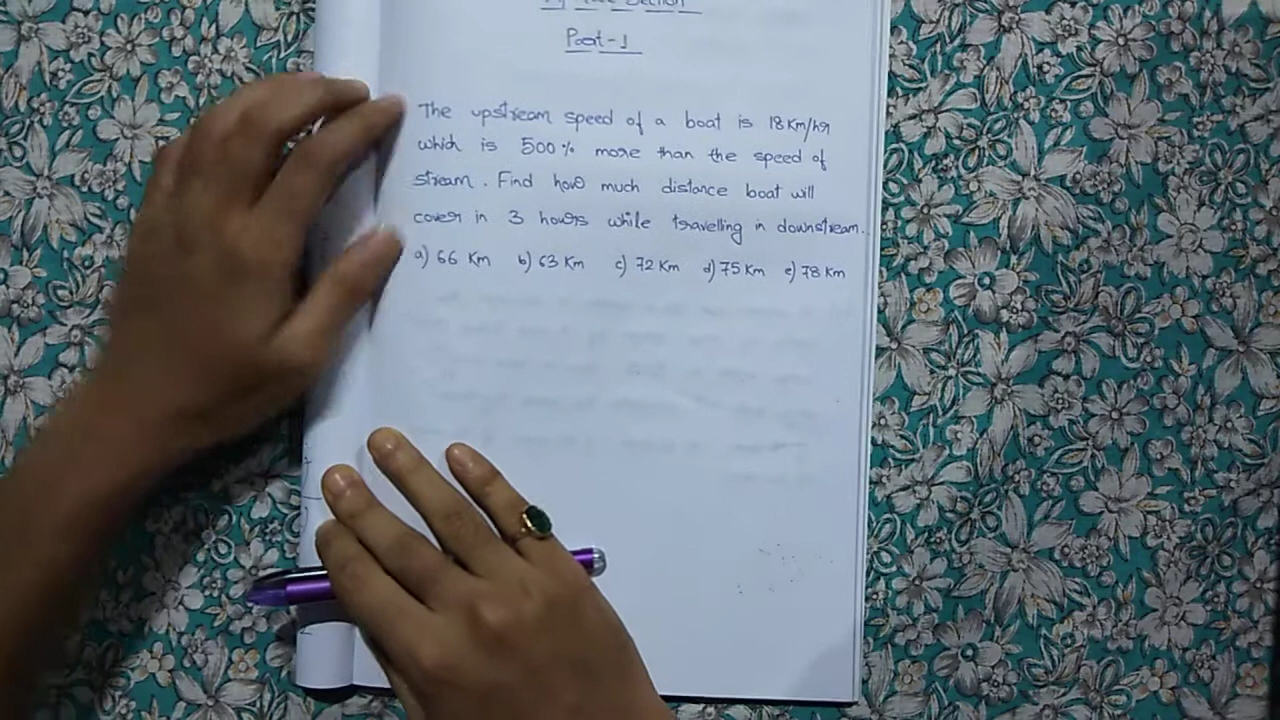 Section
Part-1
The upstream speed of a boat is 18 Km/hr
which is 500% more than the speed of
stream. Find how much distance boat will
cover in 3 hours while travelling in downstream.
a) 66 Km b) 63 Km c) 72 Km d) 75 Km e) 78 Km